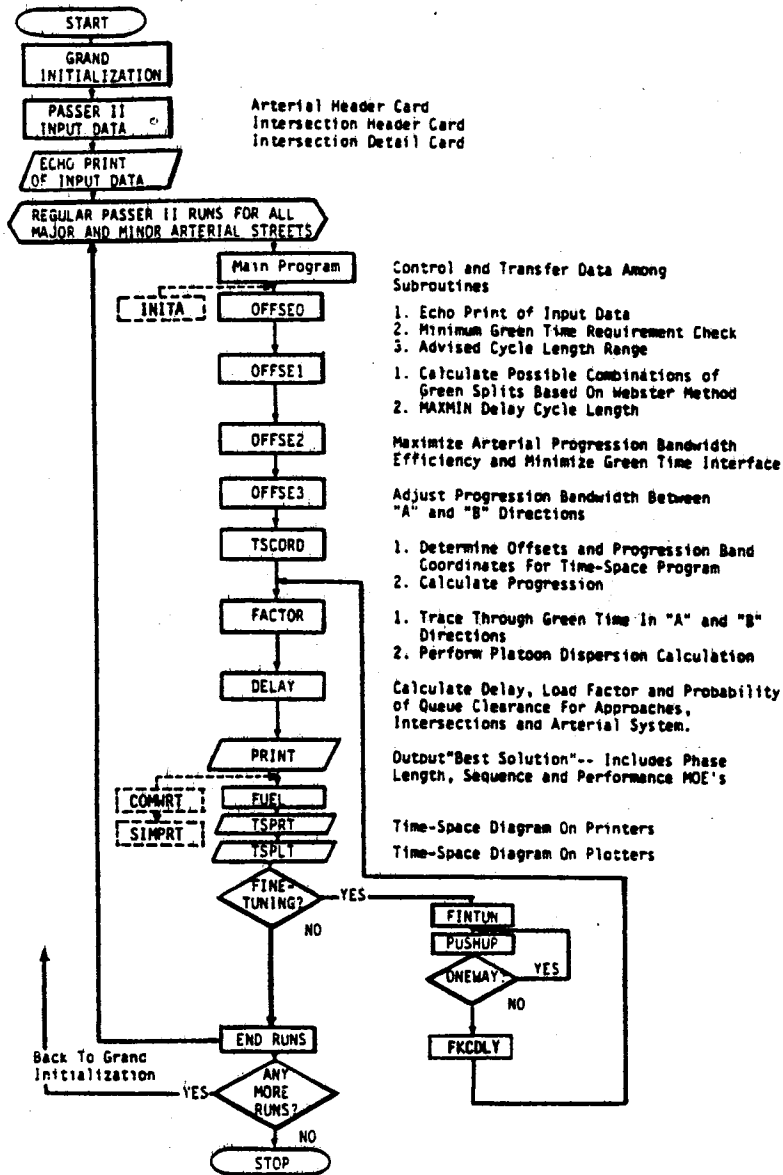 START
GRAND
INITIALIZATION
PASSER II
INPUT DATA
Arterial Header Card
Intersection Header Card
Intersection Detail Card
ECHO PRINT
OF INPUT DATA
REGULAR PASSER II RUNS FOR ALL
MAJOR AND MINOR ARTERIAL STREETS
Main Program
Control and Transfer Data Among
Subroutines
INITA
OFFSE0
1. Echo Print of Input Data
2. Minimum Green Time Requirement Check
3. Advised Cycle Length Range
OFFSE1
1. Calculate Possible Combinations of
Green Splits Based On Webster Method
2. MAXMIN Delay Cycle Length
OFFSE2
Maximize Arterial Progression Bandwidth
Efficiency and Minimize Green Time Interface
OFFSE3
Adjust Progression Bandwidth Between
"A" and "B" Directions
TSCORD
1. Determine Offsets and Progression Band
Coordinates For Time-Space Program
2. Calculate Progression
FACTOR
1. Trace Through Green Time In "A" and "B"
Directions
2. Perform Platoon Dispersion Calculation
DELAY
Calculate Delay, Load Factor and Probability
of Queue Clearance For Approaches,
Intersections and Arterial System.
PRINT
Output"Best Solution"-- Includes Phase
Length, Sequence and Performance MOE's
COMWRT
FUEL
SIMPRT
TSPRT
Time-Space Diagram On Printers
TSPLT
Time-Space Diagram On Plotters
FINE-
TUNING?
YES
NO
FINTUN
PUSHUP
ONEWAY?
YES
NO
FKCDLY
END RUNS
Back To Grand
Initialization
YES
ANY
MORE
RUNS?
NO
STOP